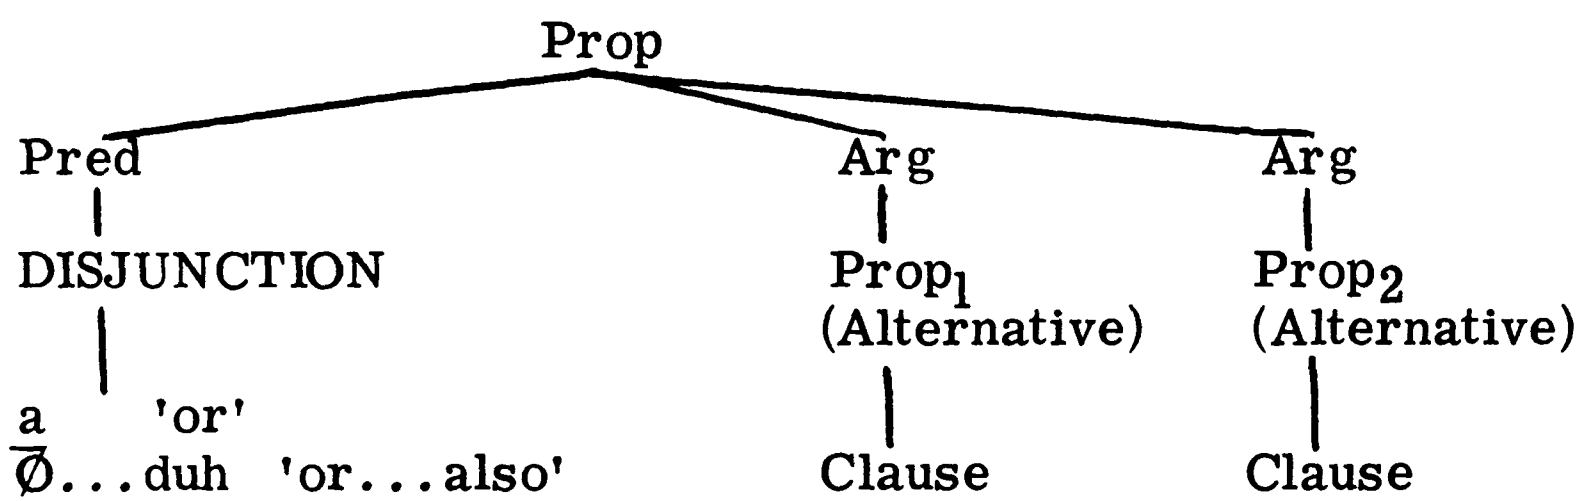 Prop
Pred Arg Arg
DISJUNCTION Prop1 Prop2
(Alternative) (Alternative)
a 'or'
Ø...duh 'or...also' Clause Clause